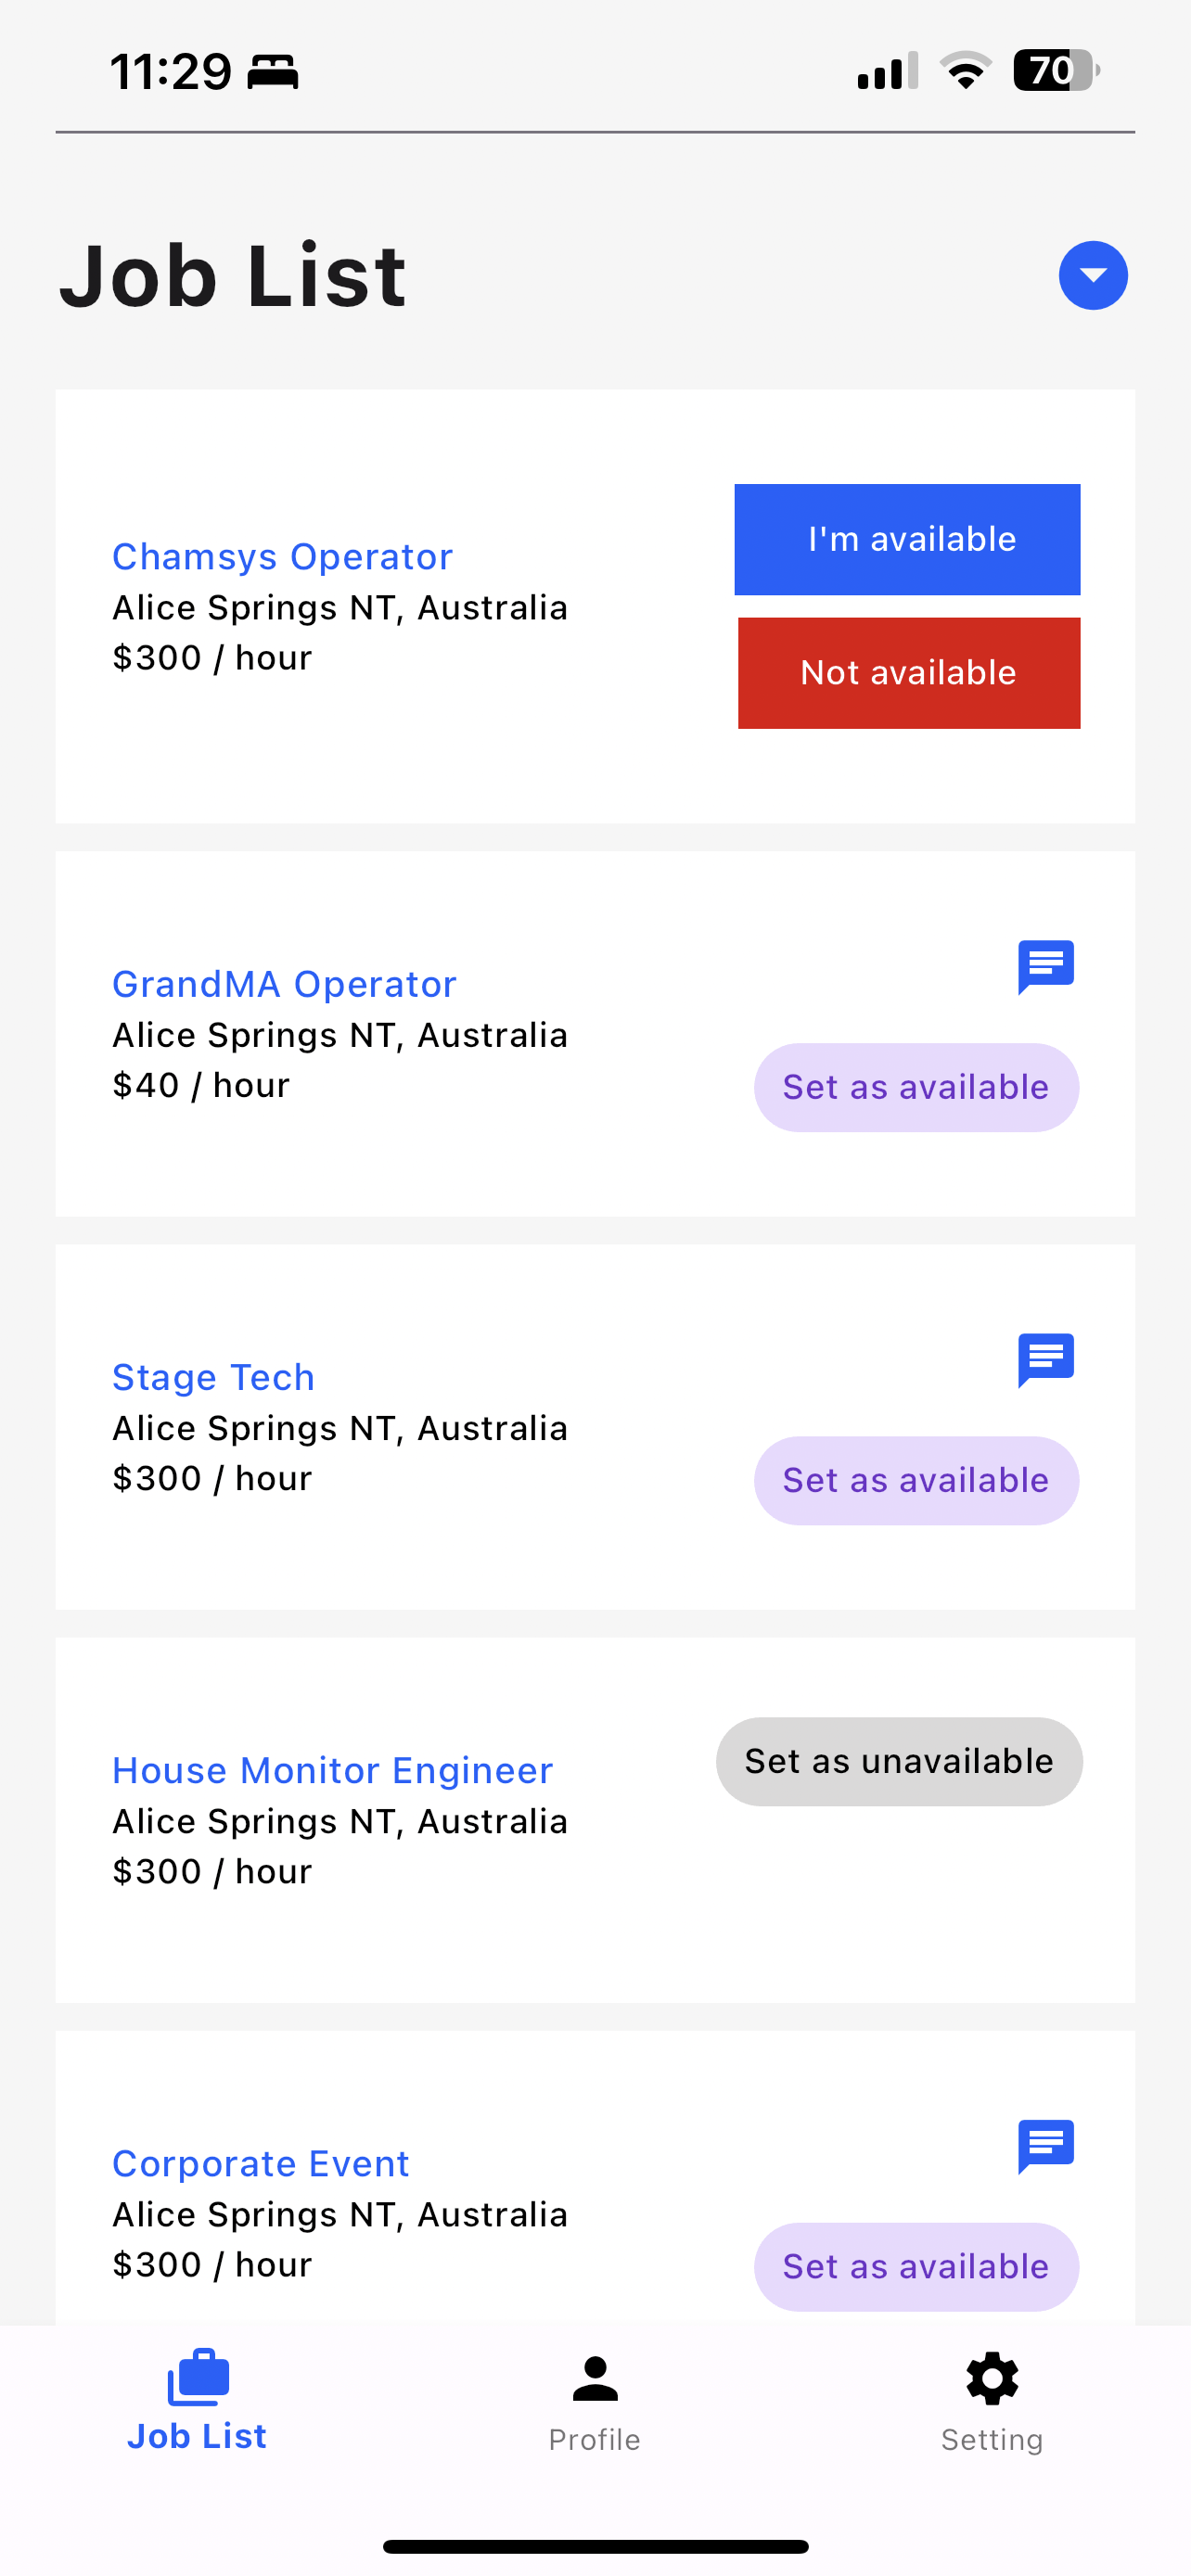 11:29
70
Job List
Chamsys Operator
Alice Springs NT, Australia
$300 / hour
I'm available
Not available
GrandMA Operator
Alice Springs NT, Australia
$40 / hour
Set as available
Stage Tech
Alice Springs NT, Australia
$300 / hour
Set as available
House Monitor Engineer
Alice Springs NT, Australia
$300 / hour
Set as unavailable
Corporate Event
Alice Springs NT, Australia
$300 / hour
Set as available
Job List
Profile
Setting